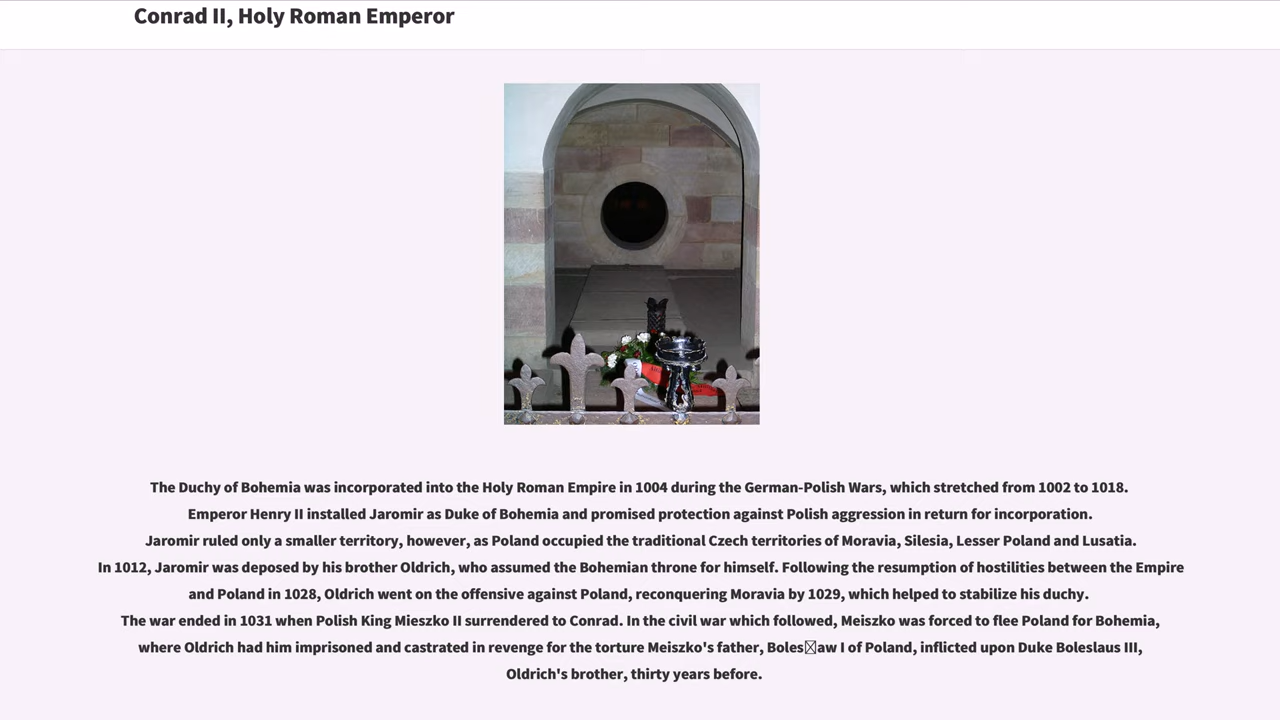 Conrad II, Holy Roman Emperor
The Duchy of Bohemia was incorporated into the Holy Roman Empire in 1004 during the German-Polish Wars, which stretched from 1002 to 1018.
Emperor Henry II installed Jaromir as Duke of Bohemia and promised protection against Polish aggression in return for incorporation.
Jaromir ruled only a smaller territory, however, as Poland occupied the traditional Czech territories of Moravia, Silesia, Lesser Poland and Lusatia.
In 1012, Jaromir was deposed by his brother Oldrich, who assumed the Bohemian throne for himself. Following the resumption of hostilities between the Empire
and Poland in 1028, Oldrich went on the offensive against Poland, reconquering Moravia by 1029, which helped to stabilize his duchy.
The war ended in 1031 when Polish King Mieszko II surrendered to Conrad. In the civil war which followed, Meiszko was forced to flee Poland for Bohemia,
where Oldrich had him imprisoned and castrated in revenge for the torture Meiszko's father, Boles☒aw I of Poland, inflicted upon Duke Boleslaus III,
Oldrich's brother, thirty years before.